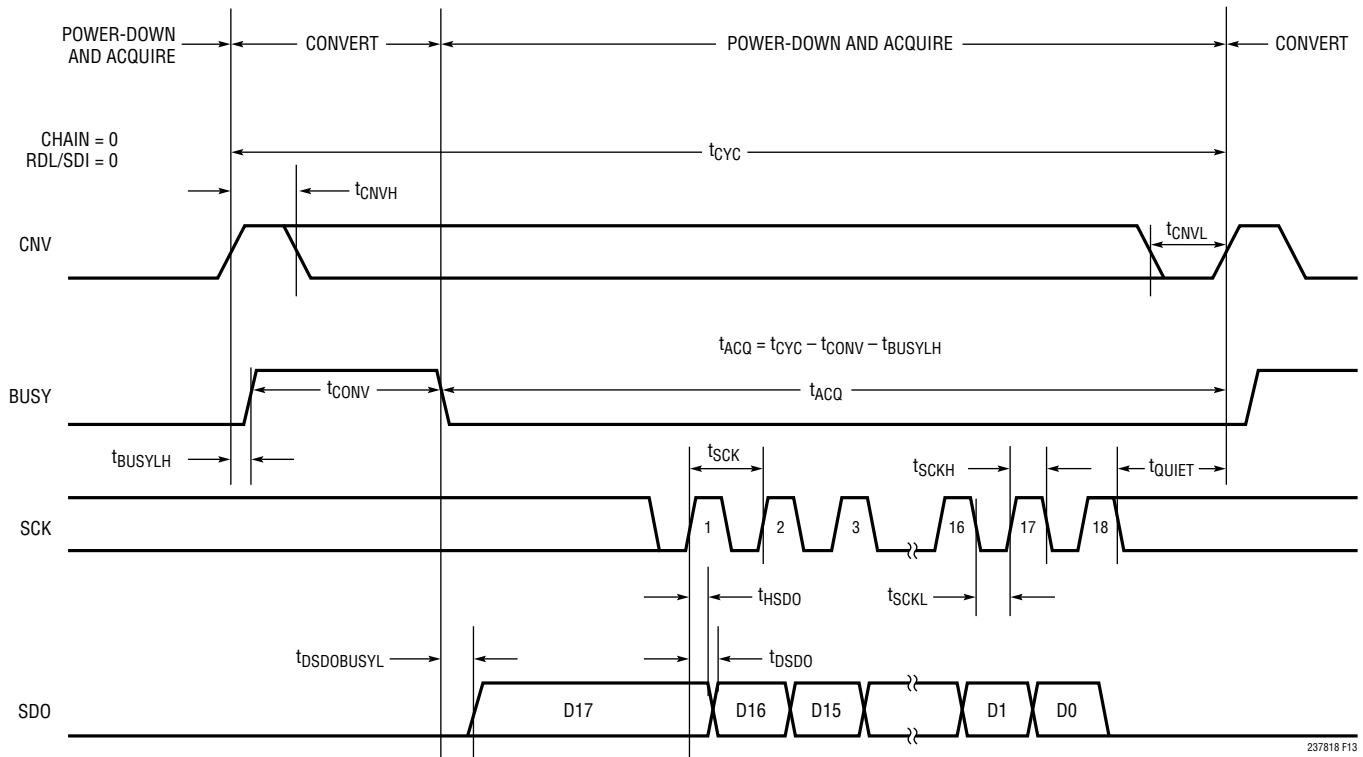 POWER-DOWN
AND ACQUIRE
CONVERT
POWER-DOWN AND ACQUIRE
CONVERT
CHAIN = 0
RDL/SDI = 0
tCYC
tCNVH
CNV
tCNVL
tACQ = tCYC – tCONV – tBUSYLH
BUSY
tCONV
tACQ
tBUSYLH
tSCK
tSCKH
tQUIET
SCK
1 2 3 16 17 18
tHSDO
tSCKL
tDSDOBUSYL
tDSDO
SDO
D17 D16 D15 D1 D0
237818 F13